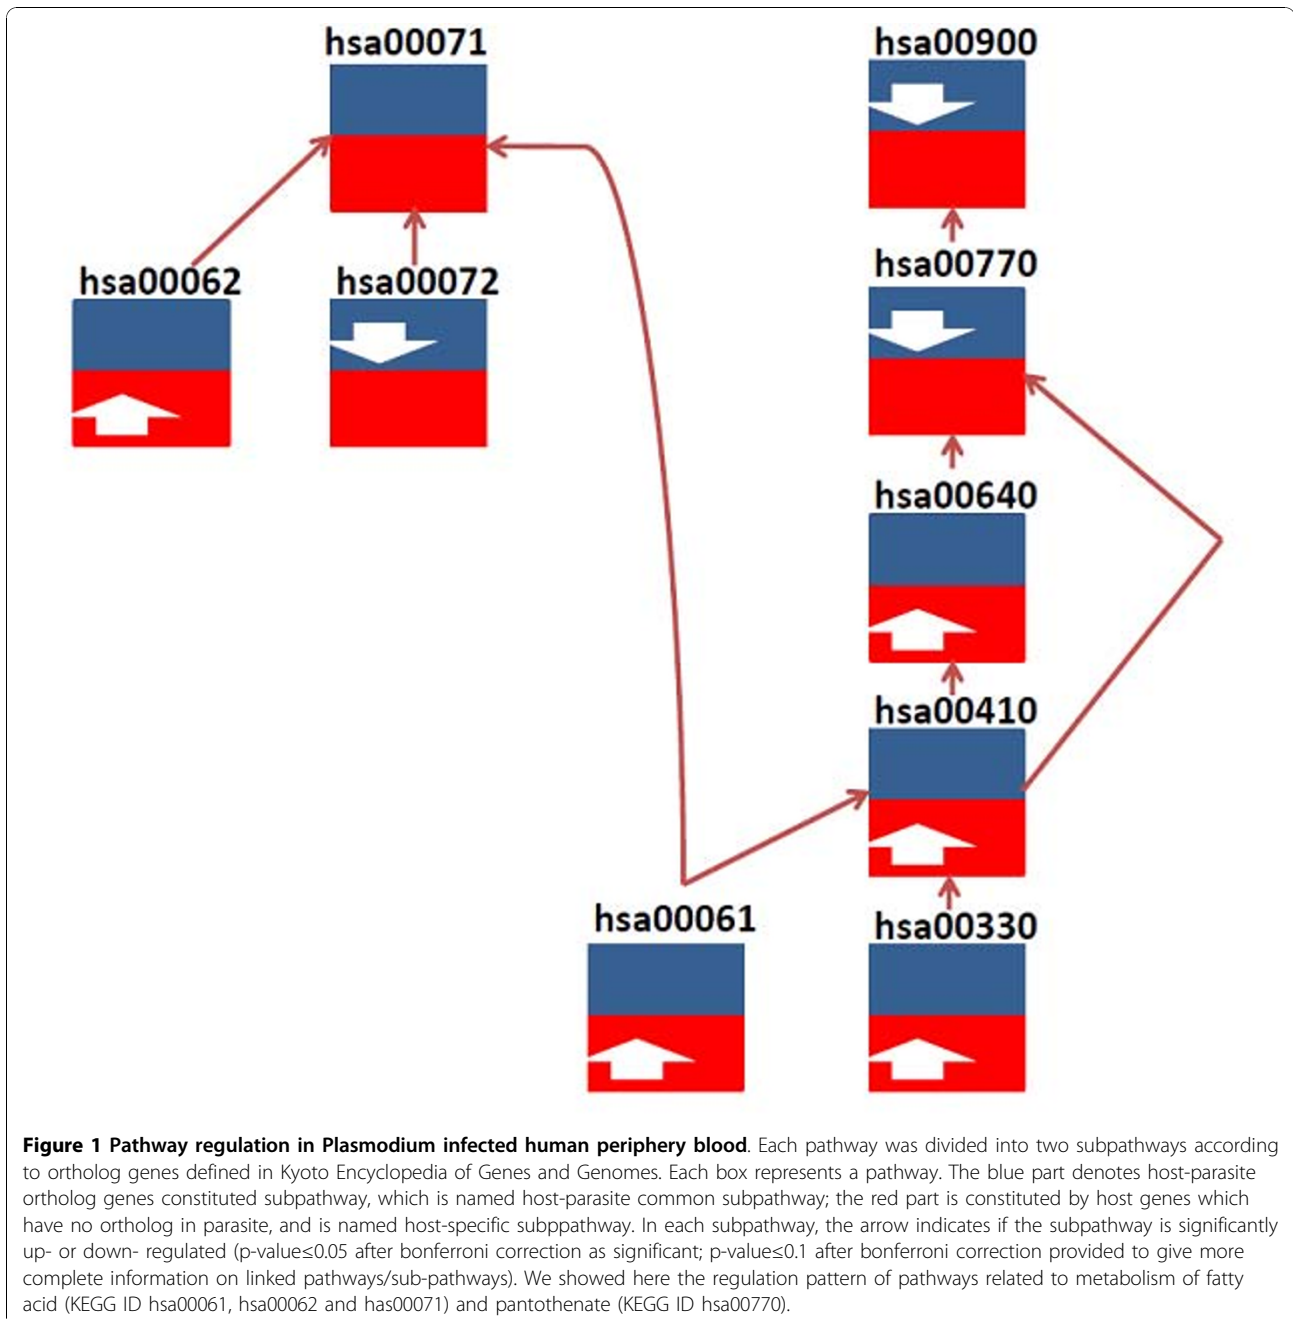 hsa00071
hsa00900
hsa00770
hsa00062
hsa00072
hsa00640
hsa00410
hsa00061
hsa00330
Figure 1 Pathway regulation in Plasmodium infected human periphery blood. Each pathway was divided into two subpathways according
to ortholog genes defined in Kyoto Encyclopedia of Genes and Genomes. Each box represents a pathway. The blue part denotes host-parasite
ortholog genes constituted subpathway, which is named host-parasite common subpathway; the red part is constituted by host genes which
have no ortholog in parasite, and is named host-specific subppathway. In each subpathway, the arrow indicates if the subpathway is significantly
up- or down- regulated (p-value≤0.05 after bonferroni correction as significant; p-value≤0.1 after bonferroni correction provided to give more
complete information on linked pathways/sub-pathways). We showed here the regulation pattern of pathways related to metabolism of fatty
acid (KEGG ID hsa00061, hsa00062 and has00071) and pantothenate (KEGG ID hsa00770).